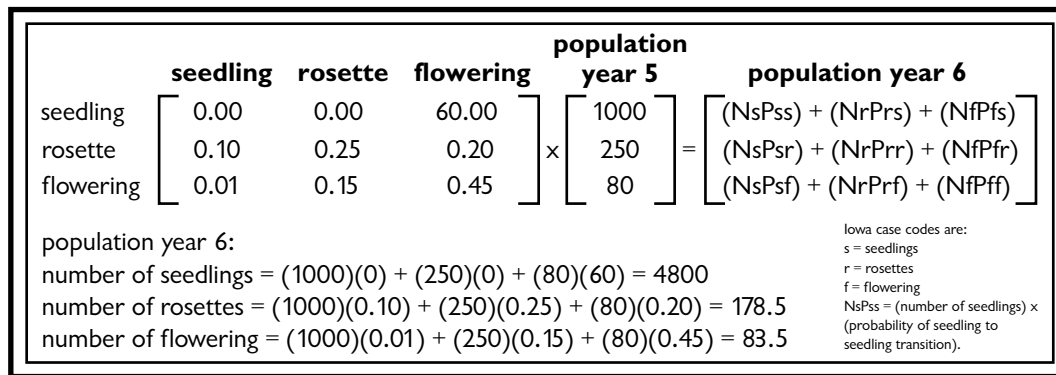 population
seedling rosette flowering year 5 population year 6
seedling 0.00 0.00 60.00 1000 (NsPss) + (NrPrs) + (NfPfs)
rosette 0.10 0.25 0.20 x 250 = (NsPsr) + (NrPrr) + (NfPfr)
flowering 0.01 0.15 0.45 80 (NsPsf) + (NrPrf) + (NfPff)
population year 6:
number of seedlings = (1000)(0) + (250)(0) + (80)(60) = 4800
number of rosettes = (1000)(0.10) + (250)(0.25) + (80)(0.20) = 178.5
number of flowering = (1000)(0.01) + (250)(0.15) + (80)(0.45) = 83.5
lowa case codes are:
s = seedlings
r = rosettes
f = flowering
NsPss = (number of seedlings) x
(probability of seedling to
seedling transition).